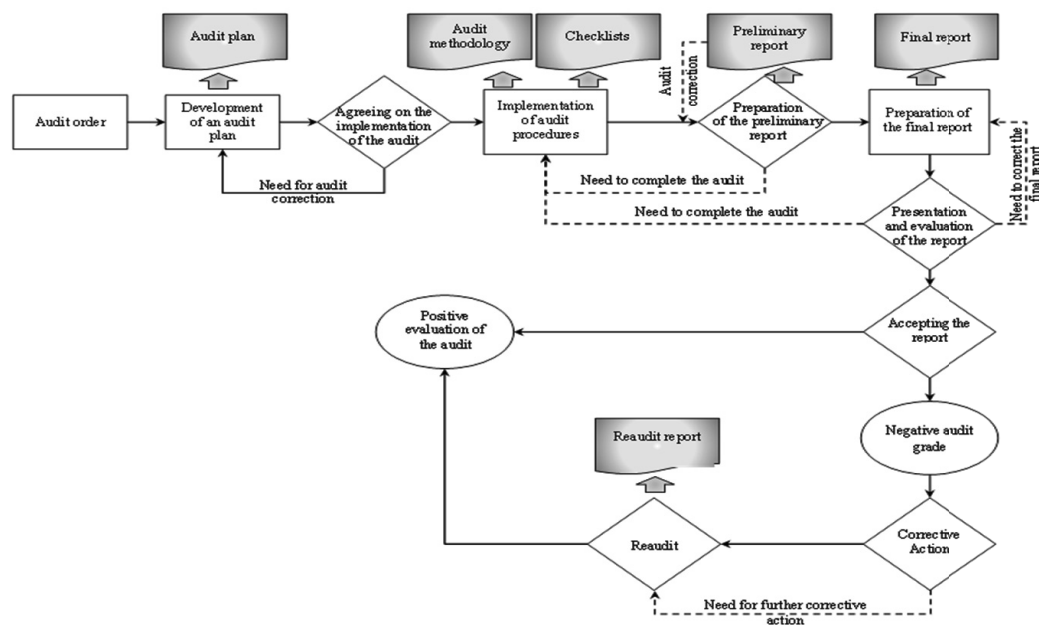 Audit plan
Audit
methodology
Checklists
Preliminary
report
Final report
Audit
correction
Audit order
Development
of an audit
plan
Agreeing on the
implementation
of the audit
Implementation
of audit
procedures
Preparation
of the preliminary
report
Preparation of
the final report
Need for audit
correction
Need to complete the audit
Need to complete the audit
Need to correct the
final report
Presentation
and evaluation
of the report
Positive
evaluation of
the audit
Accepting the
report
Negative audit
grade
Reaudit report
Reaudit
Corrective
Action
Need for further corrective
action